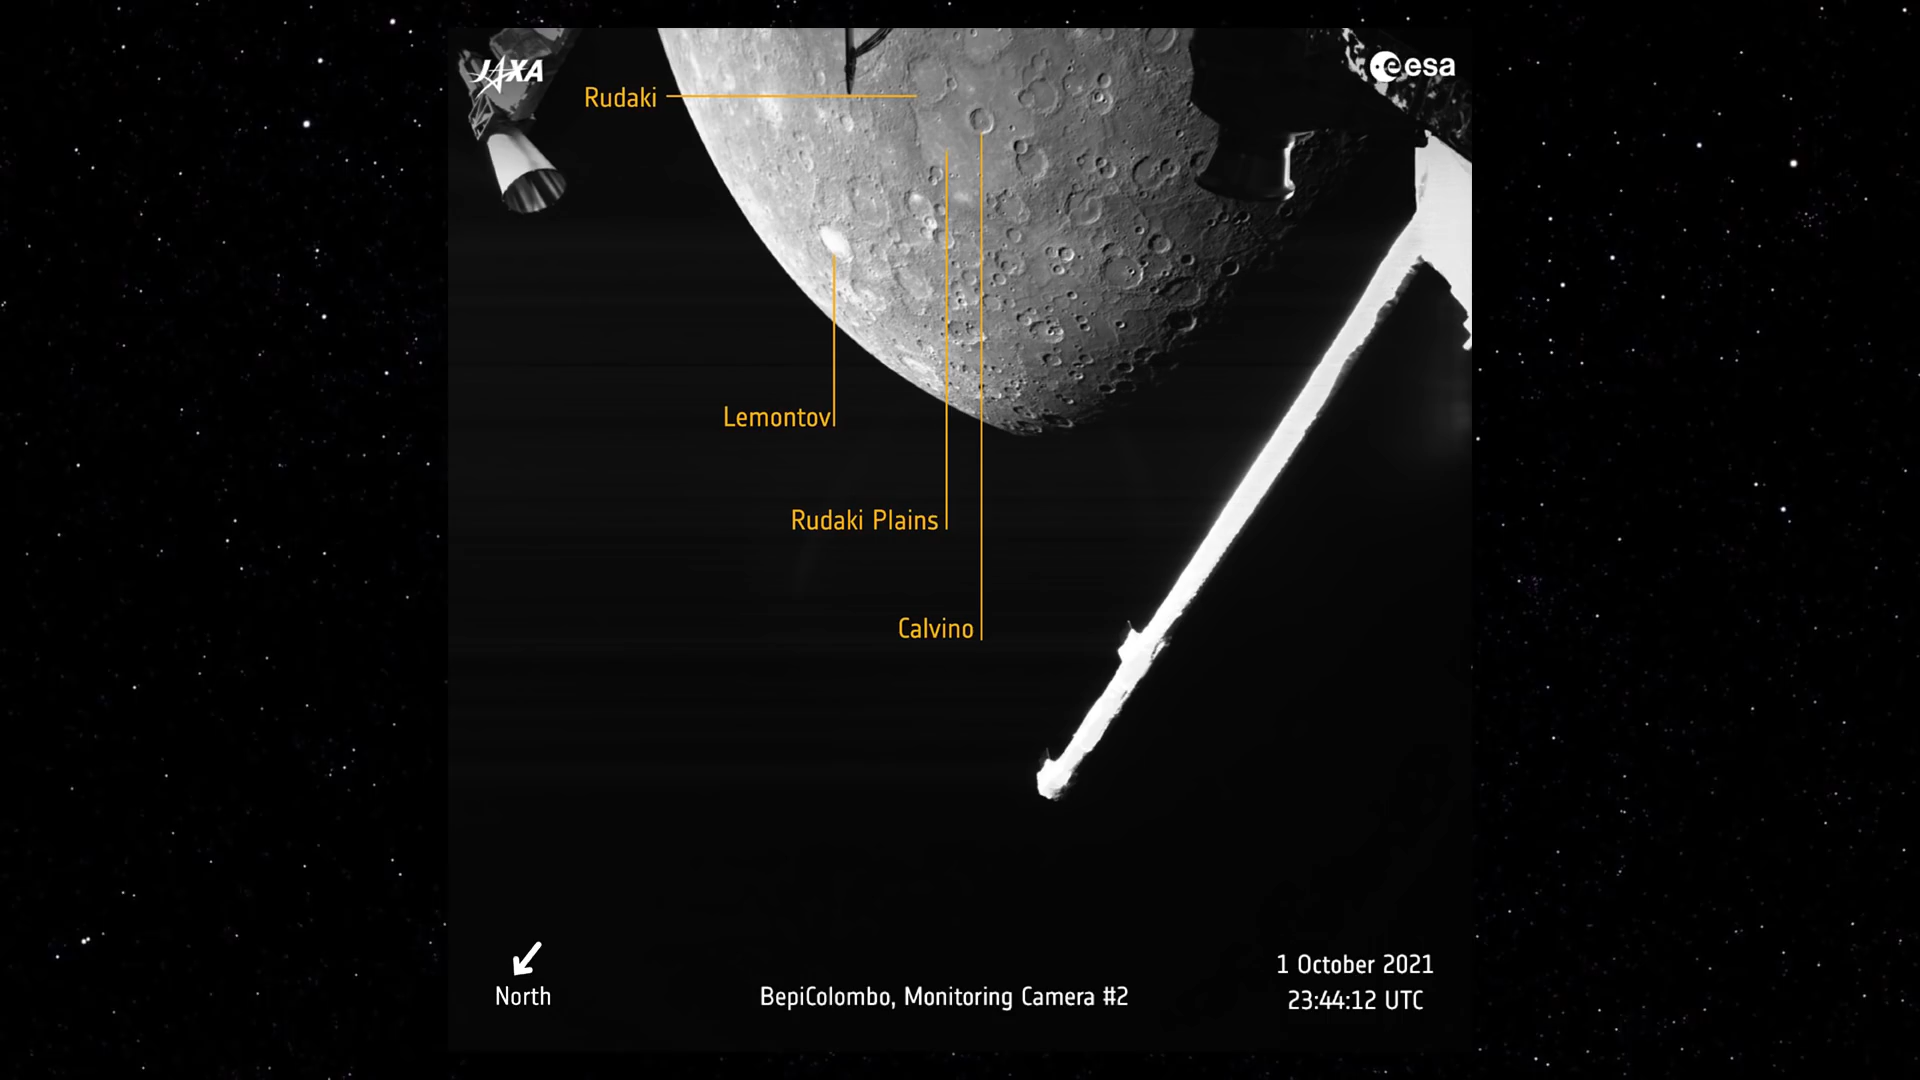 JAXA
esa
Rudaki
Lemontov
Rudaki Plains
Calvino
North
BepiColombo, Monitoring Camera #2
1 October 2021
23:44:12 UTC